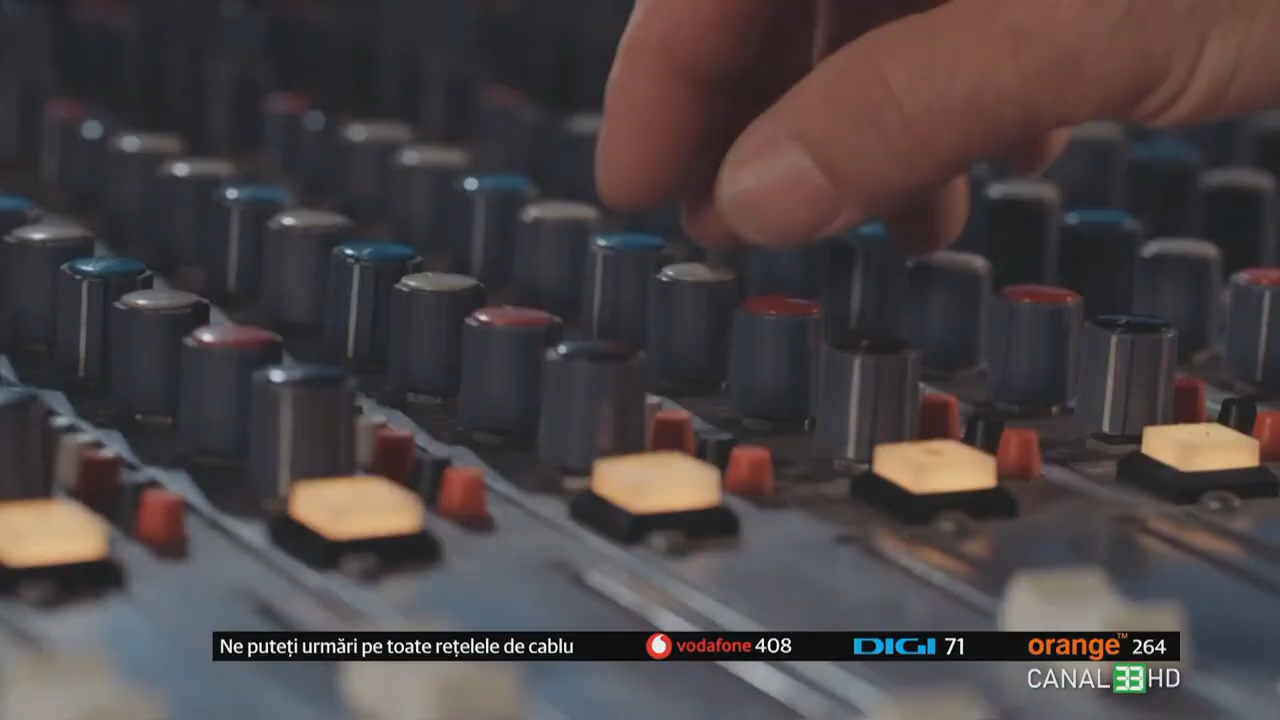 Ne puteți urmări pe toate rețelele de cablu vodafone 408 DIGI 71 orange™ 264
CANAL 33 HD